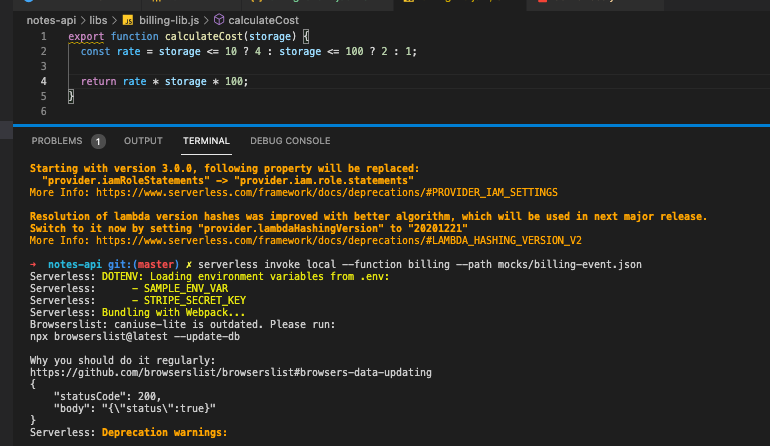 notes-api > libs > JS billing-lib.js > calculateCost
1 export function calculateCost(storage) {
2 const rate = storage <= 10 ? 4 : storage <= 100 ? 2 : 1;
3
4 return rate * storage * 100;
5 }
6
PROBLEMS 1 OUTPUT TERMINAL DEBUG CONSOLE
Starting with version 3.0.0, following property will be replaced:
"provider.iamRoleStatements" -> "provider.iam.role.statements"
More Info: https://www.serverless.com/framework/docs/deprecations/#PROVIDER_IAM_SETTINGS
Resolution of lambda version hashes was improved with better algorithm, which will be used in next major release.
Switch to it now by setting "provider.lambdaHashingVersion" to "20201221"
More Info: https://www.serverless.com/framework/docs/deprecations/#LAMBDA_HASHING_VERSION_V2
➜ notes-api git:(master) ✗ serverless invoke local --function billing --path mocks/billing-event.json
Serverless: DOTENV: Loading environment variables from .env:
Serverless: - SAMPLE_ENV_VAR
Serverless: - STRIPE_SECRET_KEY
Serverless: Bundling with Webpack...
Browserslist: caniuse-lite is outdated. Please run:
npx browserslist@latest --update-db
Why you should do it regularly:
https://github.com/browserslist/browserslist#browsers-data-updating
{
"statusCode": 200,
"body": "{\"status\":true}"
}
Serverless: Deprecation warnings: